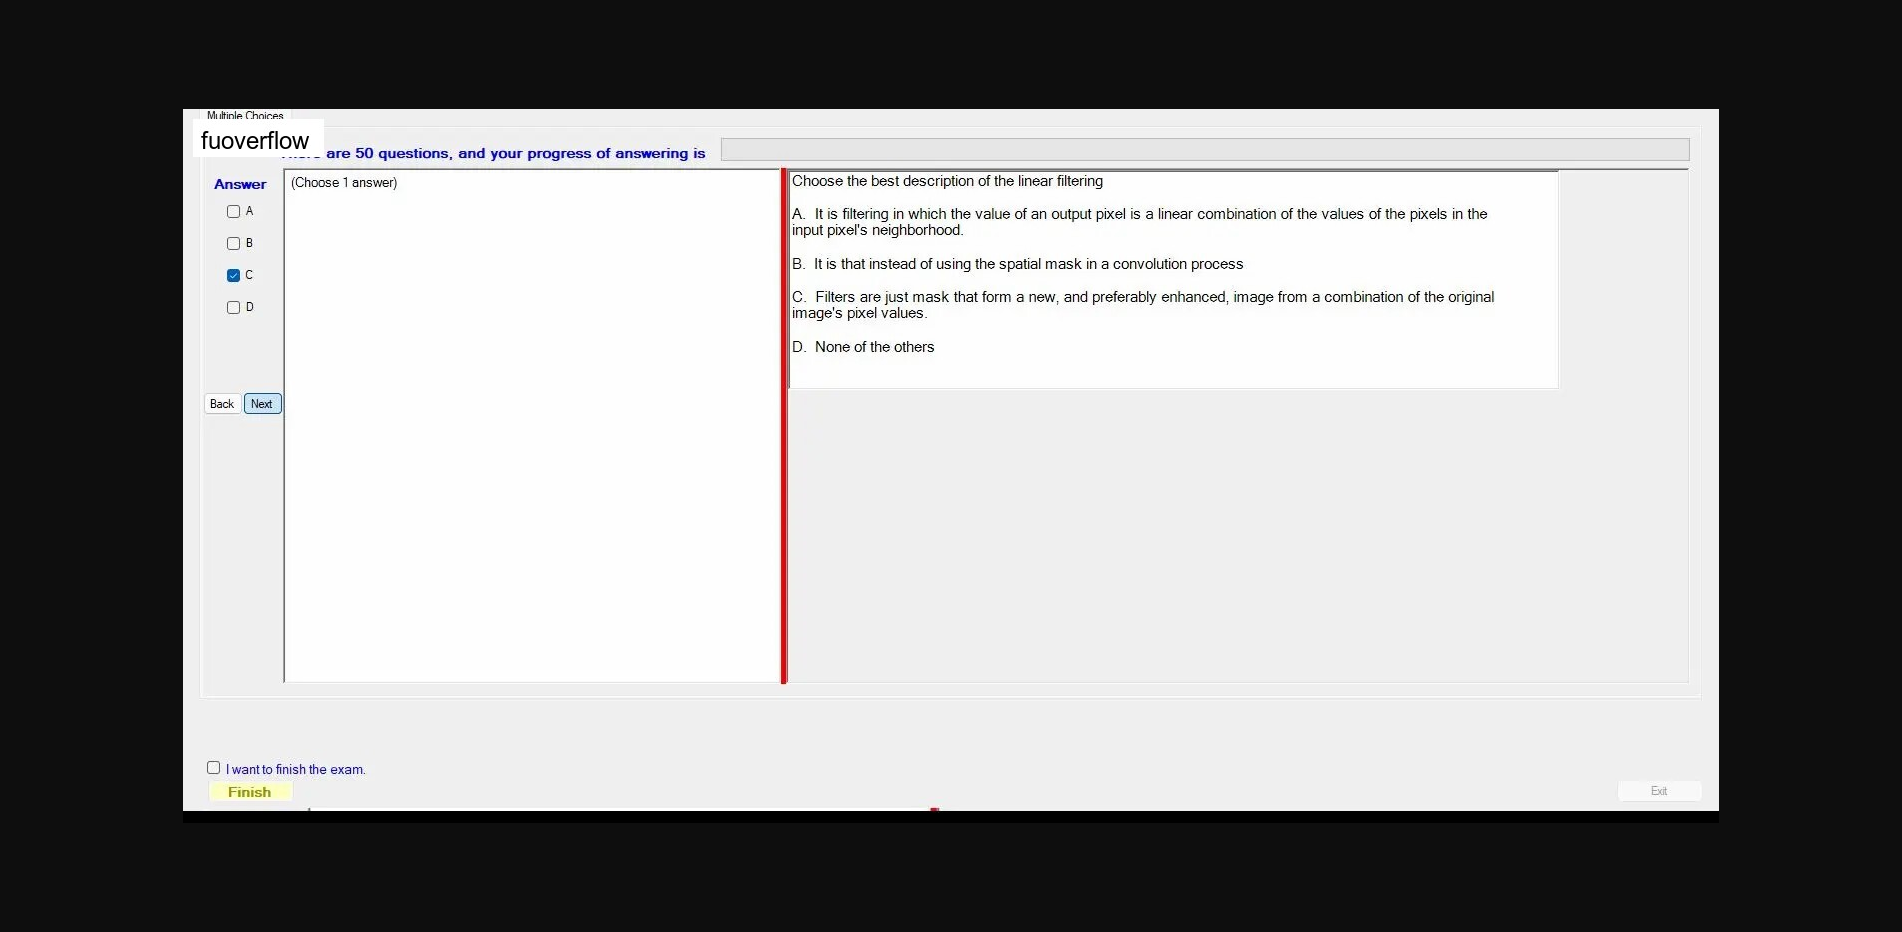 Multiple Choices
fuoverflow
are 50 questions, and your progress of answering is
Answer
(Choose 1 answer)
A
B
C
D
Back
Next
Choose the best description of the linear filtering
A. It is filtering in which the value of an output pixel is a linear combination of the values of the pixels in the
input pixel's neighborhood.
B. It is that instead of using the spatial mask in a convolution process
C. Filters are just mask that form a new, and preferably enhanced, image from a combination of the original
image's pixel values.
D. None of the others
I want to finish the exam.
Finish
Exit